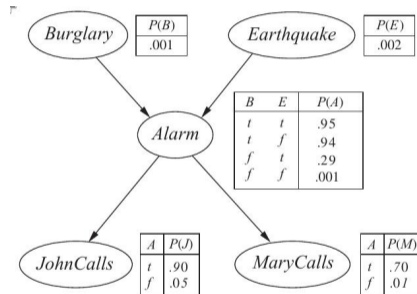 Burglary
P(B)
.001
Earthquake
P(E)
.002
B E P(A)
t t .95
t f .94
f t .29
f f .001
Alarm
JohnCalls
A P(J)
t .90
f .05
MaryCalls
A P(M)
t .70
f .01